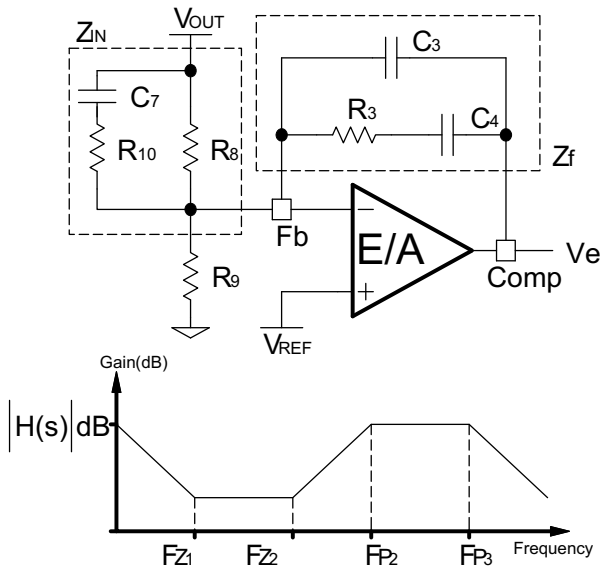 ZIN
VOUT
C7
R10
R8
R9
C3
R3
C4
Zf
Fb
E/A
−
+
Comp
Ve
VREF
Gain(dB)
|H(s)|dB
FZ1
FZ2
FP2
FP3
Frequency